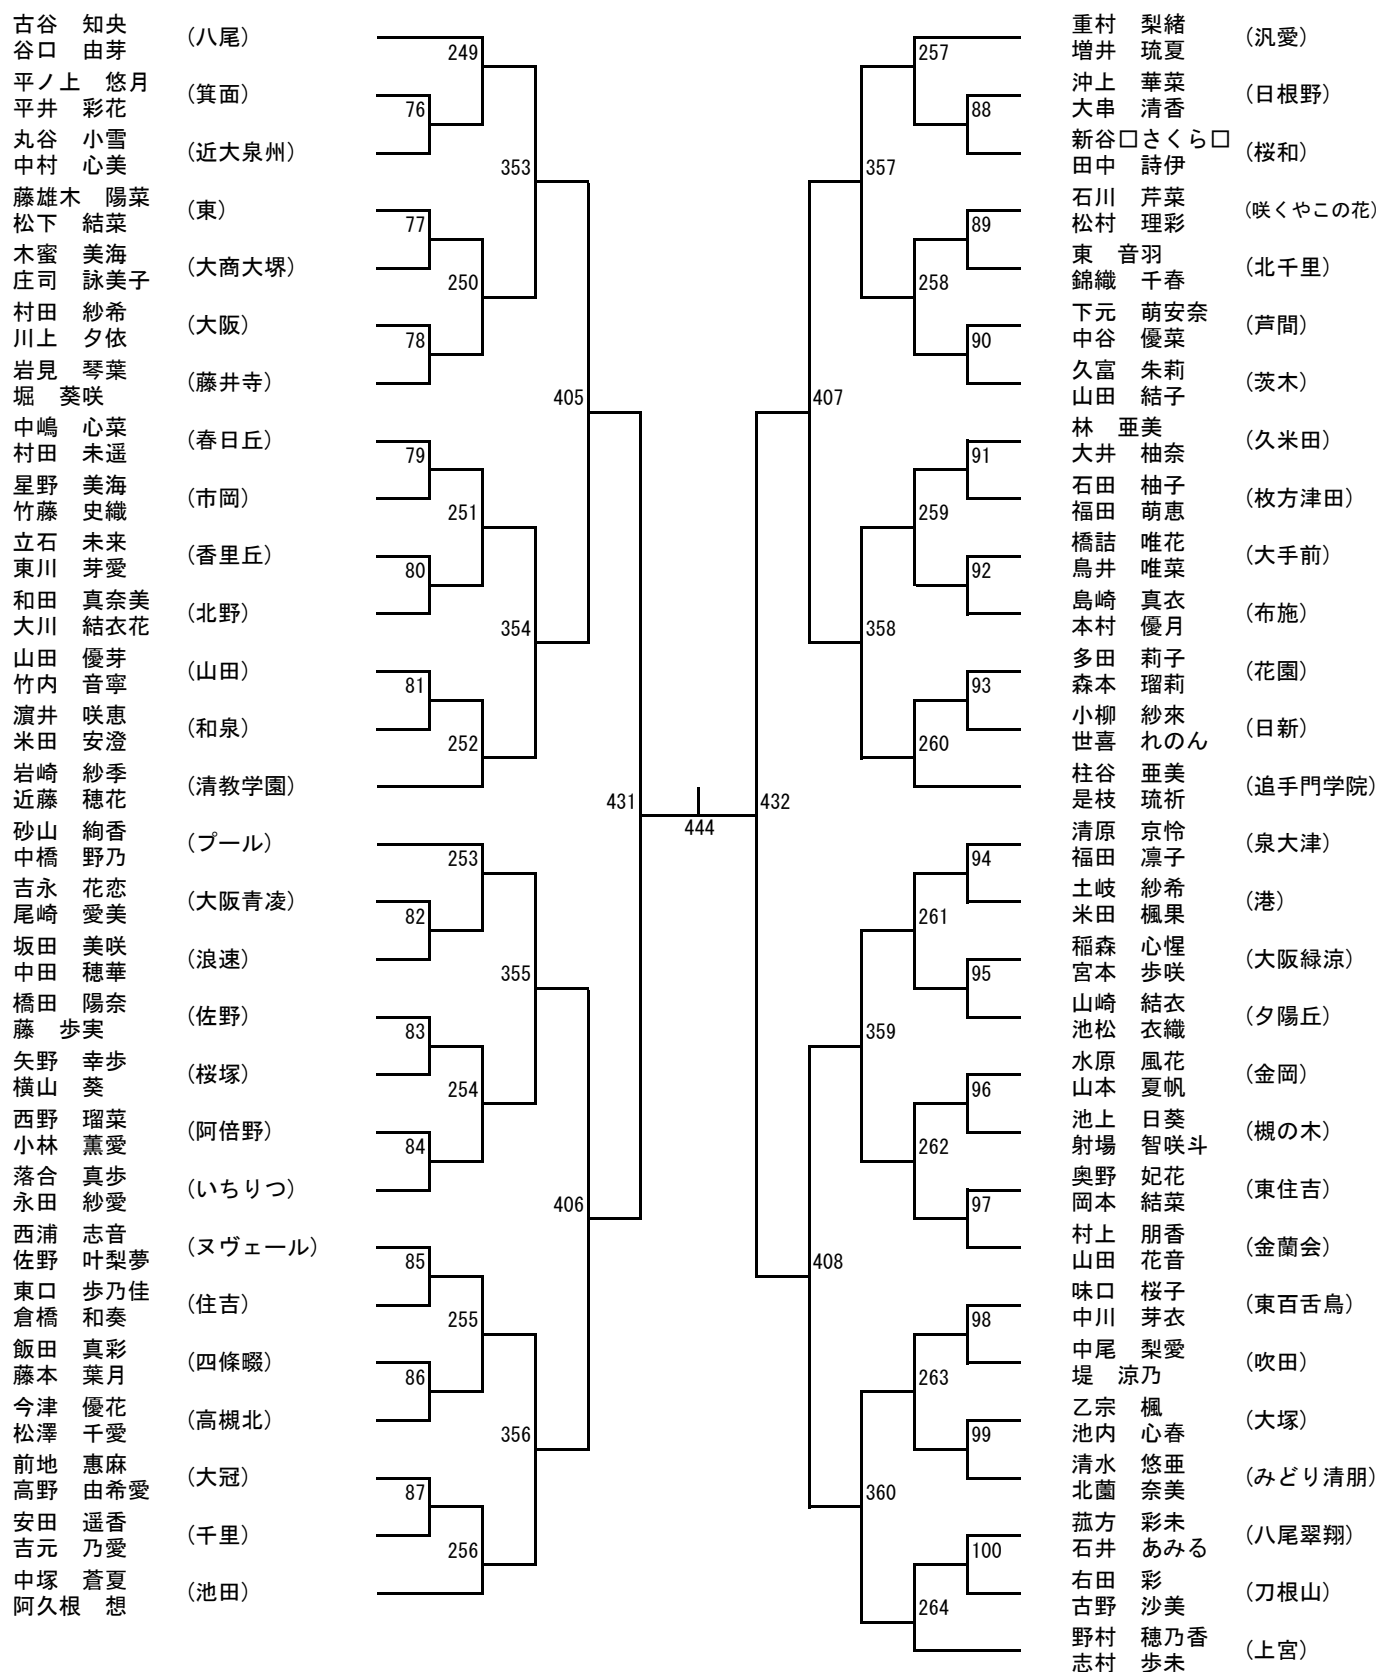 古谷　知央
谷口　由芽
(八尾)
平ノ上　悠月
平井　彩花
(箕面)
丸谷　小雪
中村　心美
(近大泉州)
藤雄木　陽菜
松下　結菜
(東)
木蜜　美海
庄司　詠美子
(大商大堺)
村田　紗希
川上　夕依
(大阪)
岩見　琴葉
堀　葵咲
(藤井寺)
中嶋　心菜
村田　未遥
(春日丘)
星野　美海
竹藤　史織
(市岡)
立石　未来
東川　芽愛
(香里丘)
和田　真奈美
大川　結衣花
(北野)
山田　優芽
竹内　音寧
(山田)
濵井　咲恵
米田　安澄
(和泉)
岩崎　紗季
近藤　穂花
(清教学園)
砂山　絢香
中橋　野乃
(プール)
吉永　花恋
尾崎　愛美
(大阪青凌)
坂田　美咲
中田　穂華
(浪速)
橋田　陽奈
藤　歩実
(佐野)
矢野　幸歩
横山　葵
(桜塚)
西野　瑠菜
小林　薫愛
(阿倍野)
落合　真歩
永田　紗愛
(いちりつ)
西浦　志音
佐野　叶梨夢
(ヌヴェール)
東口　歩乃佳
倉橋　和奏
(住吉)
飯田　真彩
藤本　葉月
(四條畷)
今津　優花
松澤　千愛
(高槻北)
前地　惠麻
高野　由希愛
(大冠)
安田　遥香
吉元　乃愛
(千里)
中塚　蒼夏
阿久根　想
(池田)
76
77
78
79
80
81
82
83
84
85
86
87
249
250
251
252
253
254
255
256
353
354
355
356
405
406
431
444
432
407
408
357
358
359
360
257
258
259
260
261
262
263
264
88
89
90
91
92
93
94
95
96
97
98
99
100
重村　梨緒
増井　琉夏
(汎愛)
沖上　華菜
大串　清香
(日根野)
新谷□さくら□
田中　詩伊
(桜和)
石川　芹菜
松村　理彩
(咲くやこの花)
東　音羽
錦織　千春
(北千里)
下元　萌安奈
中谷　優菜
(芦間)
久富　朱莉
山田　結子
(茨木)
林　亜美
大井　柚奈
(久米田)
石田　柚子
福田　萌恵
(枚方津田)
橋詰　唯花
鳥井　唯菜
(大手前)
島崎　真衣
本村　優月
(布施)
多田　莉子
森本　瑠莉
(花園)
小柳　紗來
世喜　れのん
(日新)
柱谷　亜美
是枝　琉祈
(追手門学院)
清原　京怜
福田　凛子
(泉大津)
土岐　紗希
米田　楓果
(港)
稲森　心惺
宮本　歩咲
(大阪緑涼)
山崎　結衣
池松　衣織
(夕陽丘)
水原　風花
山本　夏帆
(金岡)
池上　日葵
射場　智咲斗
(槻の木)
奥野　妃花
岡本　結菜
(東住吉)
村上　朋香
山田　花音
(金蘭会)
味口　桜子
中川　芽衣
(東百舌鳥)
中尾　梨愛
堤　涼乃
(吹田)
乙宗　楓
池内　心春
(大塚)
清水　悠亜
北薗　奈美
(みどり清朋)
菰方　彩未
石井　あみる
(八尾翠翔)
右田　彩
古野　沙美
(刀根山)
野村　穂乃香
志村　歩未
(上宮)